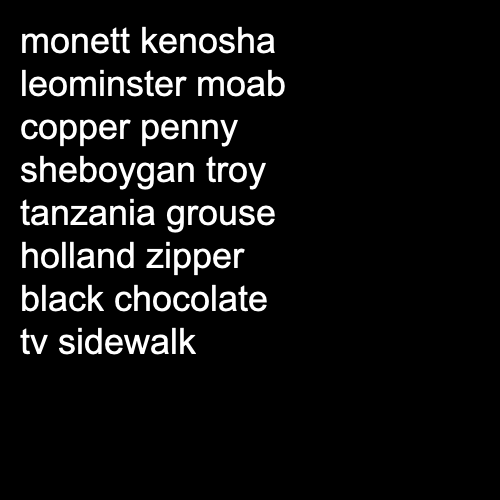 monett kenosha
leominster moab
copper penny
sheboygan troy
tanzania grouse
holland zipper
black chocolate
tv sidewalk